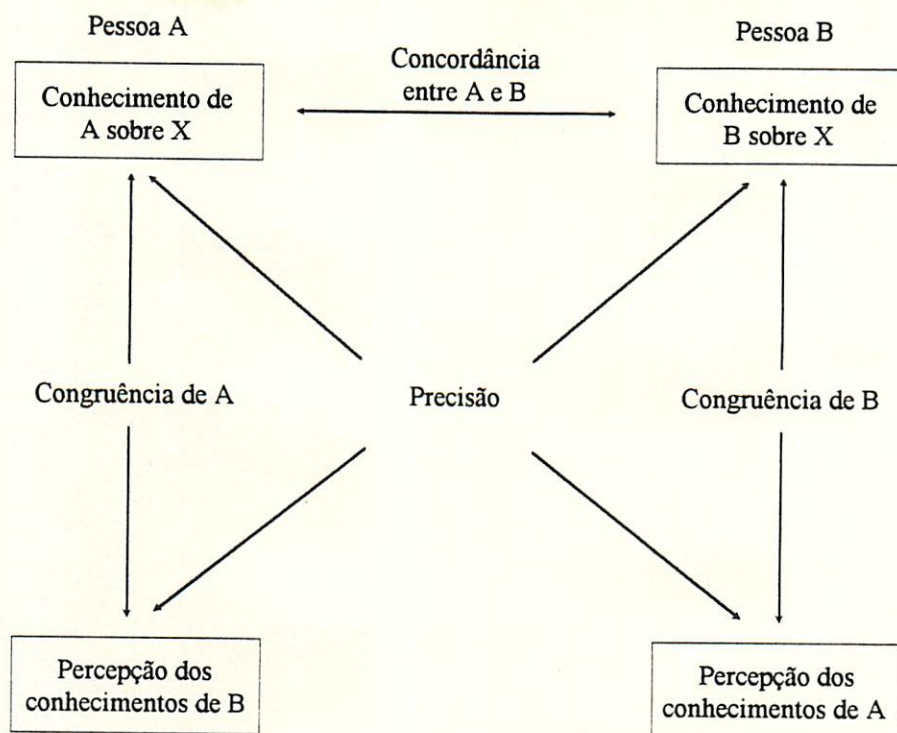 Pessoa A
Pessoa B
Conhecimento de
A sobre X
Concordância
entre A e B
Conhecimento de
B sobre X
Congruência de A
Precisão
Congruência de B
Percepção dos
conhecimentos de B
Percepção dos
conhecimentos de A